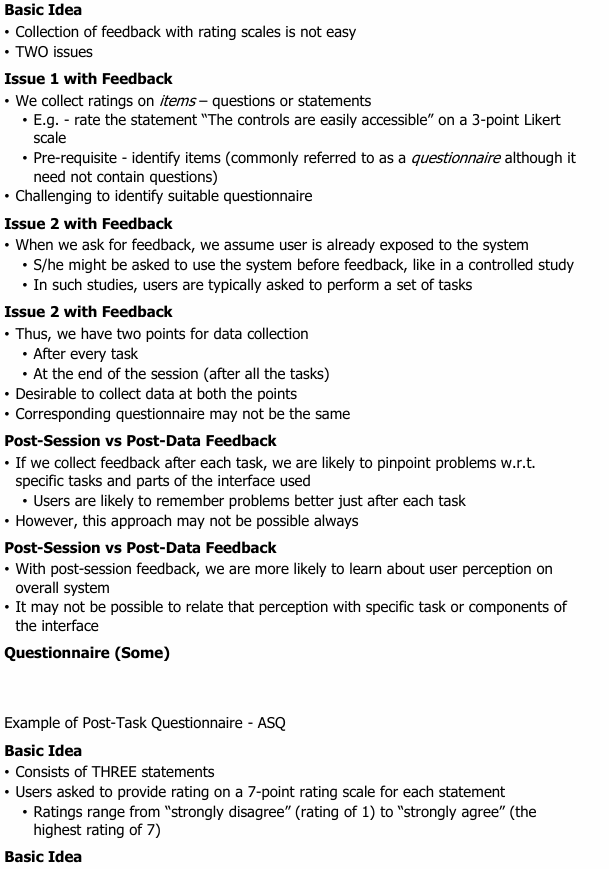 Basic Idea
• Collection of feedback with rating scales is not easy
• TWO issues
Issue 1 with Feedback
• We collect ratings on items – questions or statements
• E.g. - rate the statement “The controls are easily accessible” on a 3-point Likert
scale
• Pre-requisite - identify items (commonly referred to as a questionnaire although it
need not contain questions)
• Challenging to identify suitable questionnaire
Issue 2 with Feedback
• When we ask for feedback, we assume user is already exposed to the system
• S/he might be asked to use the system before feedback, like in a controlled study
• In such studies, users are typically asked to perform a set of tasks
Issue 2 with Feedback
• Thus, we have two points for data collection
• After every task
• At the end of the session (after all the tasks)
• Desirable to collect data at both the points
• Corresponding questionnaire may not be the same
Post-Session vs Post-Data Feedback
• If we collect feedback after each task, we are likely to pinpoint problems w.r.t.
specific tasks and parts of the interface used
• Users are likely to remember problems better just after each task
• However, this approach may not be possible always
Post-Session vs Post-Data Feedback
• With post-session feedback, we are more likely to learn about user perception on
overall system
• It may not be possible to relate that perception with specific task or components of
the interface
Questionnaire (Some)
Example of Post-Task Questionnaire - ASQ
Basic Idea
• Consists of THREE statements
• Users asked to provide rating on a 7-point rating scale for each statement
• Ratings range from “strongly disagree” (rating of 1) to “strongly agree” (the
highest rating of 7)
Basic Idea